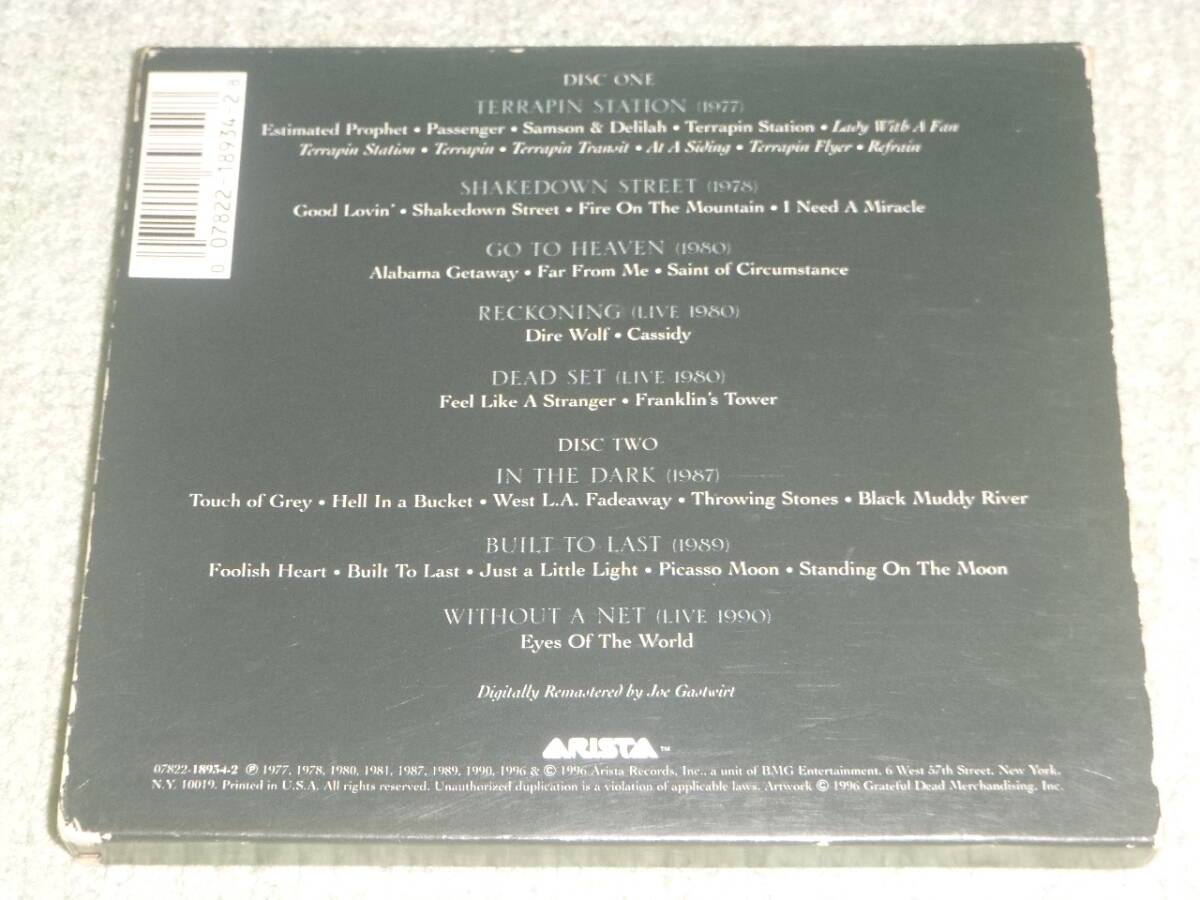 DISC ONE
TERRAPIN STATION (1977)
Estimated Prophet • Passenger • Samson & Delilah • Terrapin Station • Lady With A Fan
Terrapin Station • Terrapin • Terrapin Transit • At A Siding • Terrapin Flyer • Refrain
SHAKEDOWN STREET (1978)
Good Lovin' • Shakedown Street • Fire On The Mountain • I Need A Miracle
GO TO HEAVEN (1980)
Alabama Getaway • Far From Me • Saint of Circumstance
RECKONING (LIVE 1980)
Dire Wolf • Cassidy
DEAD SET (LIVE 1980)
Feel Like A Stranger • Franklin's Tower
DISC TWO
IN THE DARK (1987)
Touch of Grey • Hell In a Bucket • West L.A. Fadeaway • Throwing Stones • Black Muddy River
BUILT TO LAST (1989)
Foolish Heart • Built To Last • Just a Little Light • Picasso Moon • Standing On The Moon
WITHOUT A NET (LIVE 1990)
Eyes Of The World
Digitally Remastered by Joe Gastwirt
ARISTA™
07822-18934-2 ℗ 1977, 1978, 1980, 1981, 1987, 1989, 1990, 1996 & © 1996 Arista Records, Inc., a unit of BMG Entertainment, 6 West 57th Street, New York,
N.Y. 10019. Printed in U.S.A. All rights reserved. Unauthorized duplication is a violation of applicable laws. Artwork © 1996 Grateful Dead Merchandising, Inc.
0 07822-18934-2 8